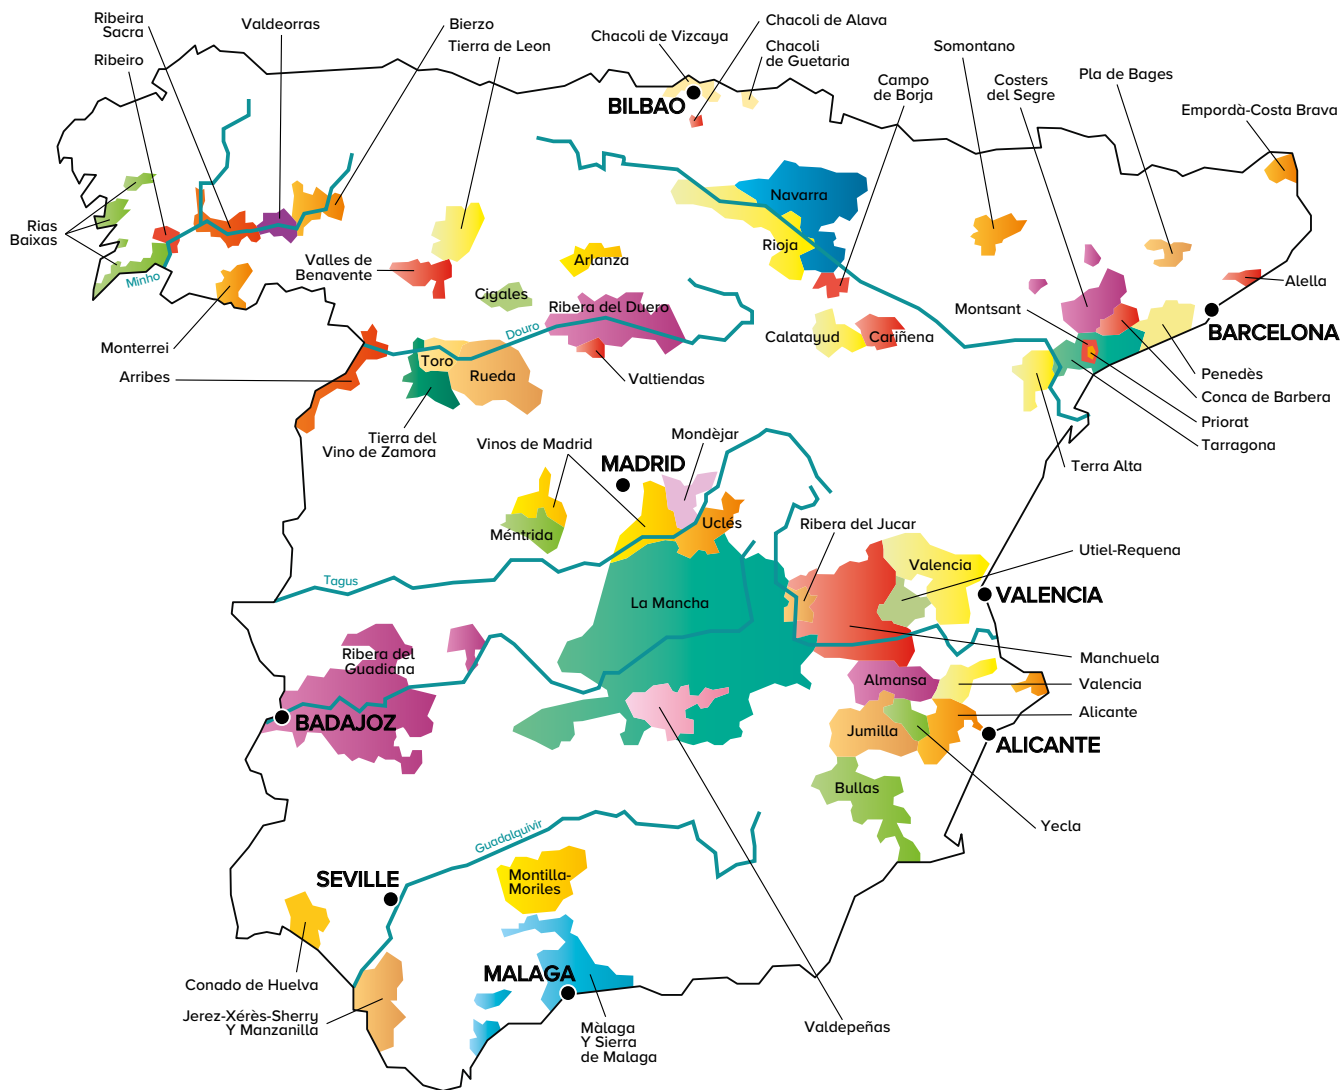 Ribeira
Sacra
Valdeorras
Bierzo
Tierra de Leon
Ribeiro
Chacoli de Vizcaya
Chacoli de Alava
Chacoli
de Guetaria
Campo
de Borja
Somontano
Costers
del Segre
Pla de Bages
Empordà-Costa Brava
BILBAO
Navarra
Rioja
Rias
Baixas
Minho
Valles de
Benavente
Arlanza
Cigales
Ribera del Duero
Douro
Monterrei
Arribes
Toro
Rueda
Valtiendas
Calatayud
Cariñena
Montsant
Alella
BARCELONA
Penedès
Conca de Barbera
Priorat
Tarragona
Terra Alta
Tierra del
Vino de Zamora
Vinos de Madrid
MADRID
Mondèjar
Méntrida
Uclés
Ribera del Jucar
Utiel-Requena
Valencia
Tagus
La Mancha
VALENCIA
Ribera del
Guadiana
Manchuela
Almansa
Valencia
Alicante
BADAJOZ
Jumilla
ALICANTE
Bullas
Yecla
Guadalquivir
SEVILLE
Montilla-
Moriles
Conado de Huelva
MALAGA
Jerez-Xérès-Sherry
Y Manzanilla
Màlaga
Y Sierra
de Malaga
Valdepeñas